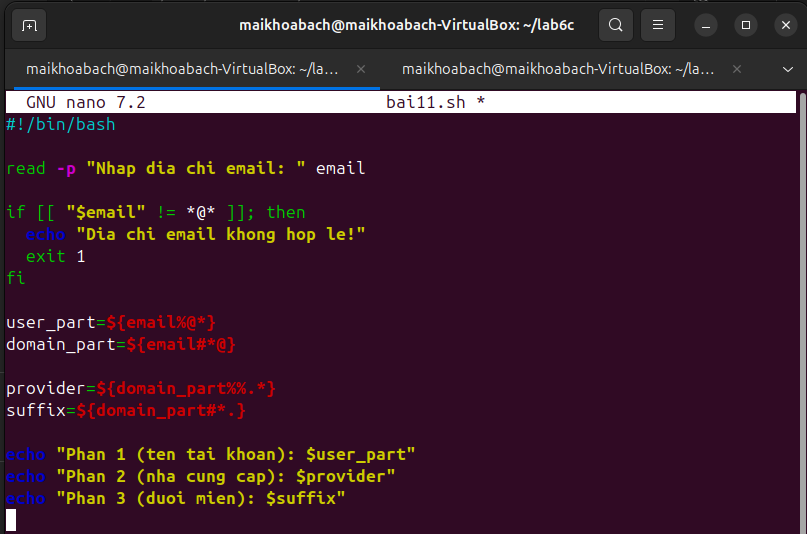 maikhoabach@maikhoabach-VirtualBox: ~/lab6c
maikhoabach@maikhoabach-VirtualBox: ~/la...
maikhoabach@maikhoabach-VirtualBox: ~/la...
GNU nano 7.2 bai11.sh *
#!/bin/bash
read -p "Nhap dia chi email: " email
if [[ "$email" != *@* ]]; then
  echo "Dia chi email khong hop le!"
  exit 1
fi
user_part=${email%@*}
domain_part=${email#*@}
provider=${domain_part%%.*}
suffix=${domain_part#*.}
echo "Phan 1 (ten tai khoan): $user_part"
echo "Phan 2 (nha cung cap): $provider"
echo "Phan 3 (duoi mien): $suffix"